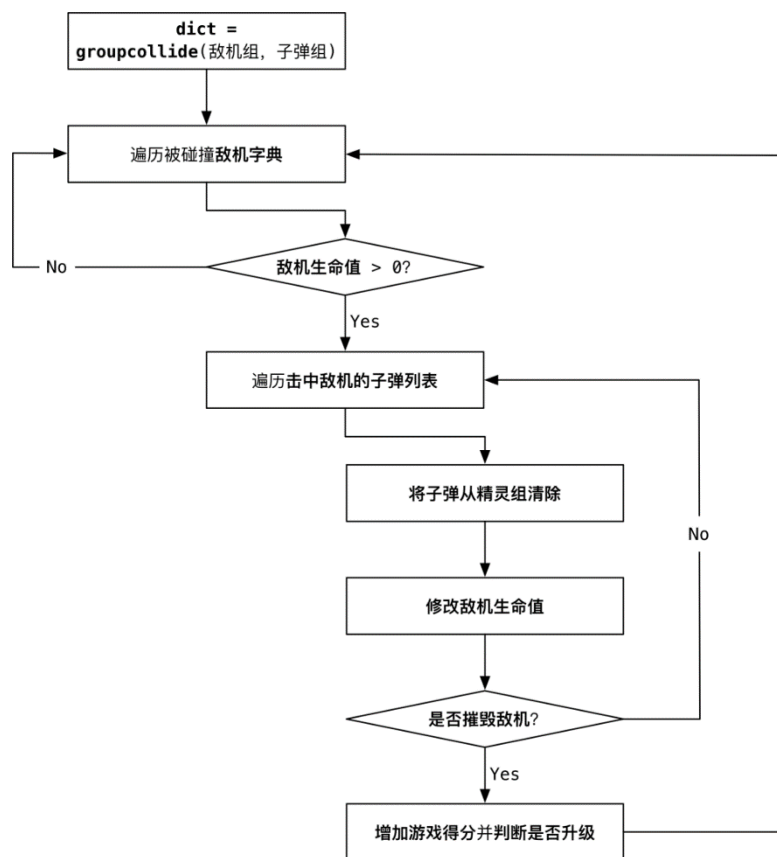 dict =
groupcollide(敌机组，子弹组)
遍历被碰撞敌机字典
敌机生命值 > 0?
No
Yes
遍历击中敌机的子弹列表
将子弹从精灵组清除
No
修改敌机生命值
是否摧毁敌机?
Yes
增加游戏得分并判断是否升级